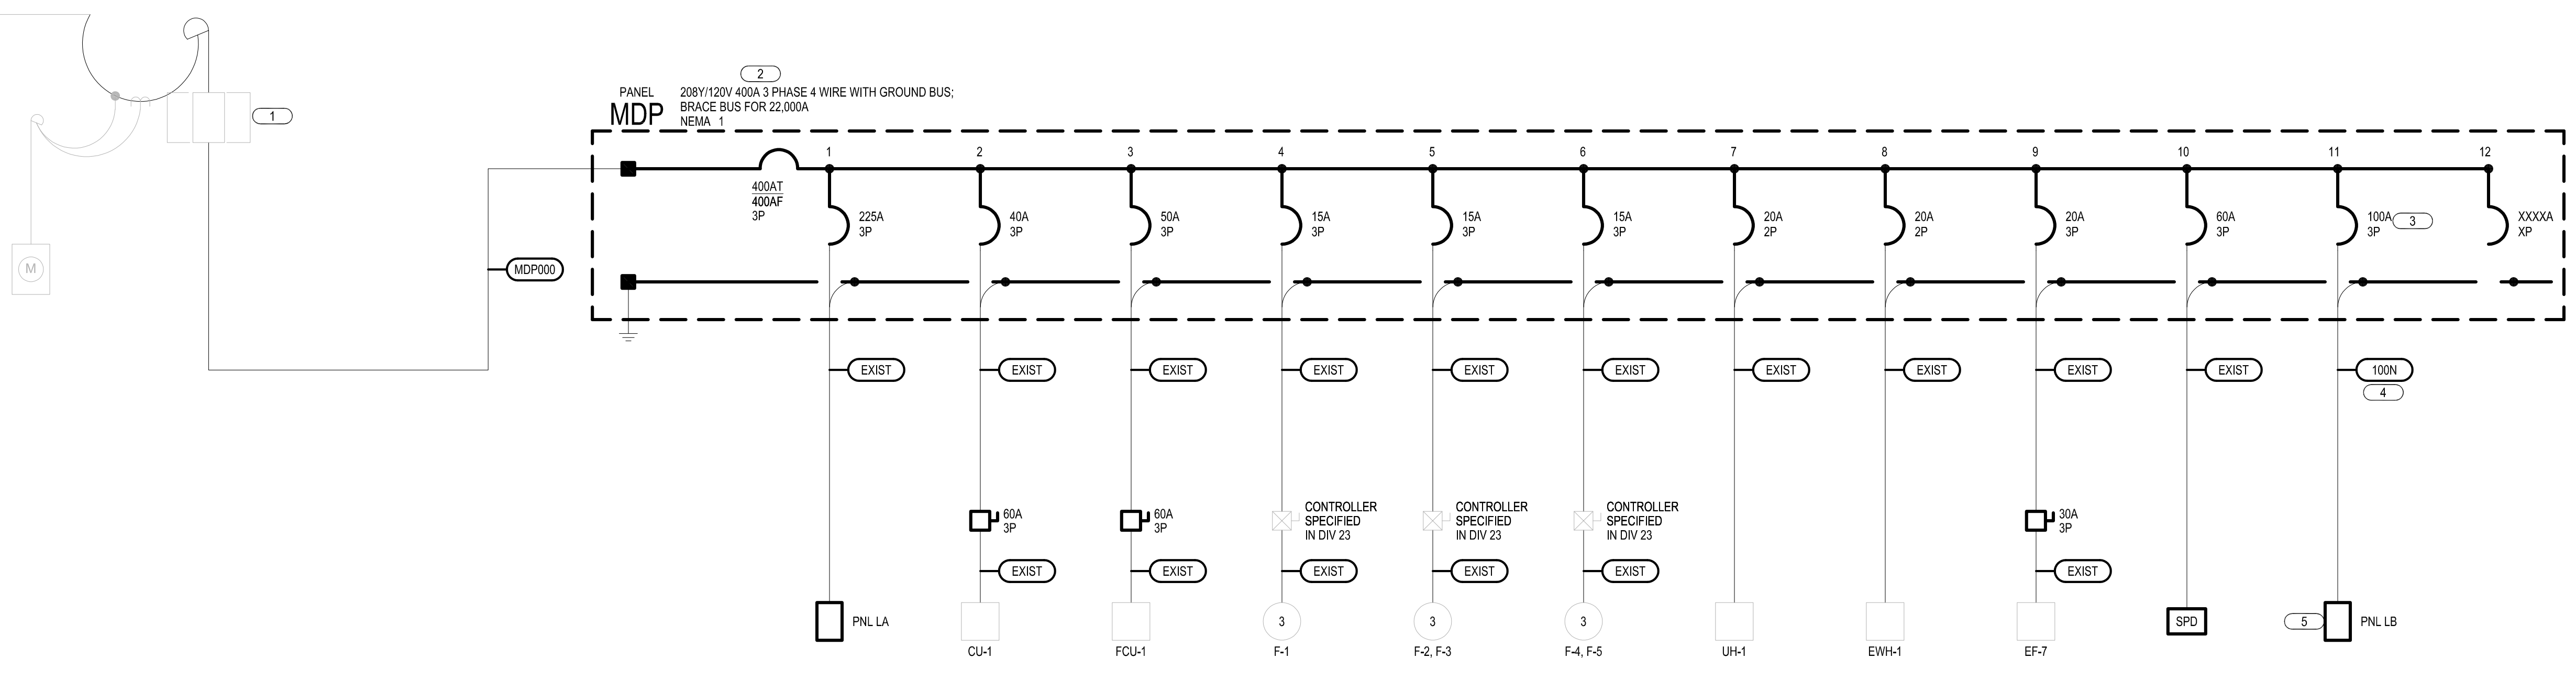 2
PANEL
208Y/120V 400A 3 PHASE 4 WIRE WITH GROUND BUS;
MDP
BRACE BUS FOR 22,000A
NEMA 1
1
1 2 3 4 5 6 7 8 9 10 11 12
400AT
400AF
3P
225A
3P
40A
3P
50A
3P
15A
3P
15A
3P
15A
3P
20A
2P
20A
2P
20A
3P
60A
3P
100A
3P
3
XXXXA
XP
M
MDP000
EXIST
EXIST
EXIST
EXIST
EXIST
EXIST
EXIST
EXIST
EXIST
EXIST
100N
4
60A
3P
60A
3P
CONTROLLER
SPECIFIED
IN DIV 23
CONTROLLER
SPECIFIED
IN DIV 23
CONTROLLER
SPECIFIED
IN DIV 23
30A
3P
EXIST
EXIST
EXIST
EXIST
EXIST
EXIST
PNL LA
CU-1
FCU-1
3
F-1
3
F-2, F-3
3
F-4, F-5
UH-1
EWH-1
EF-7
SPD
5
PNL LB